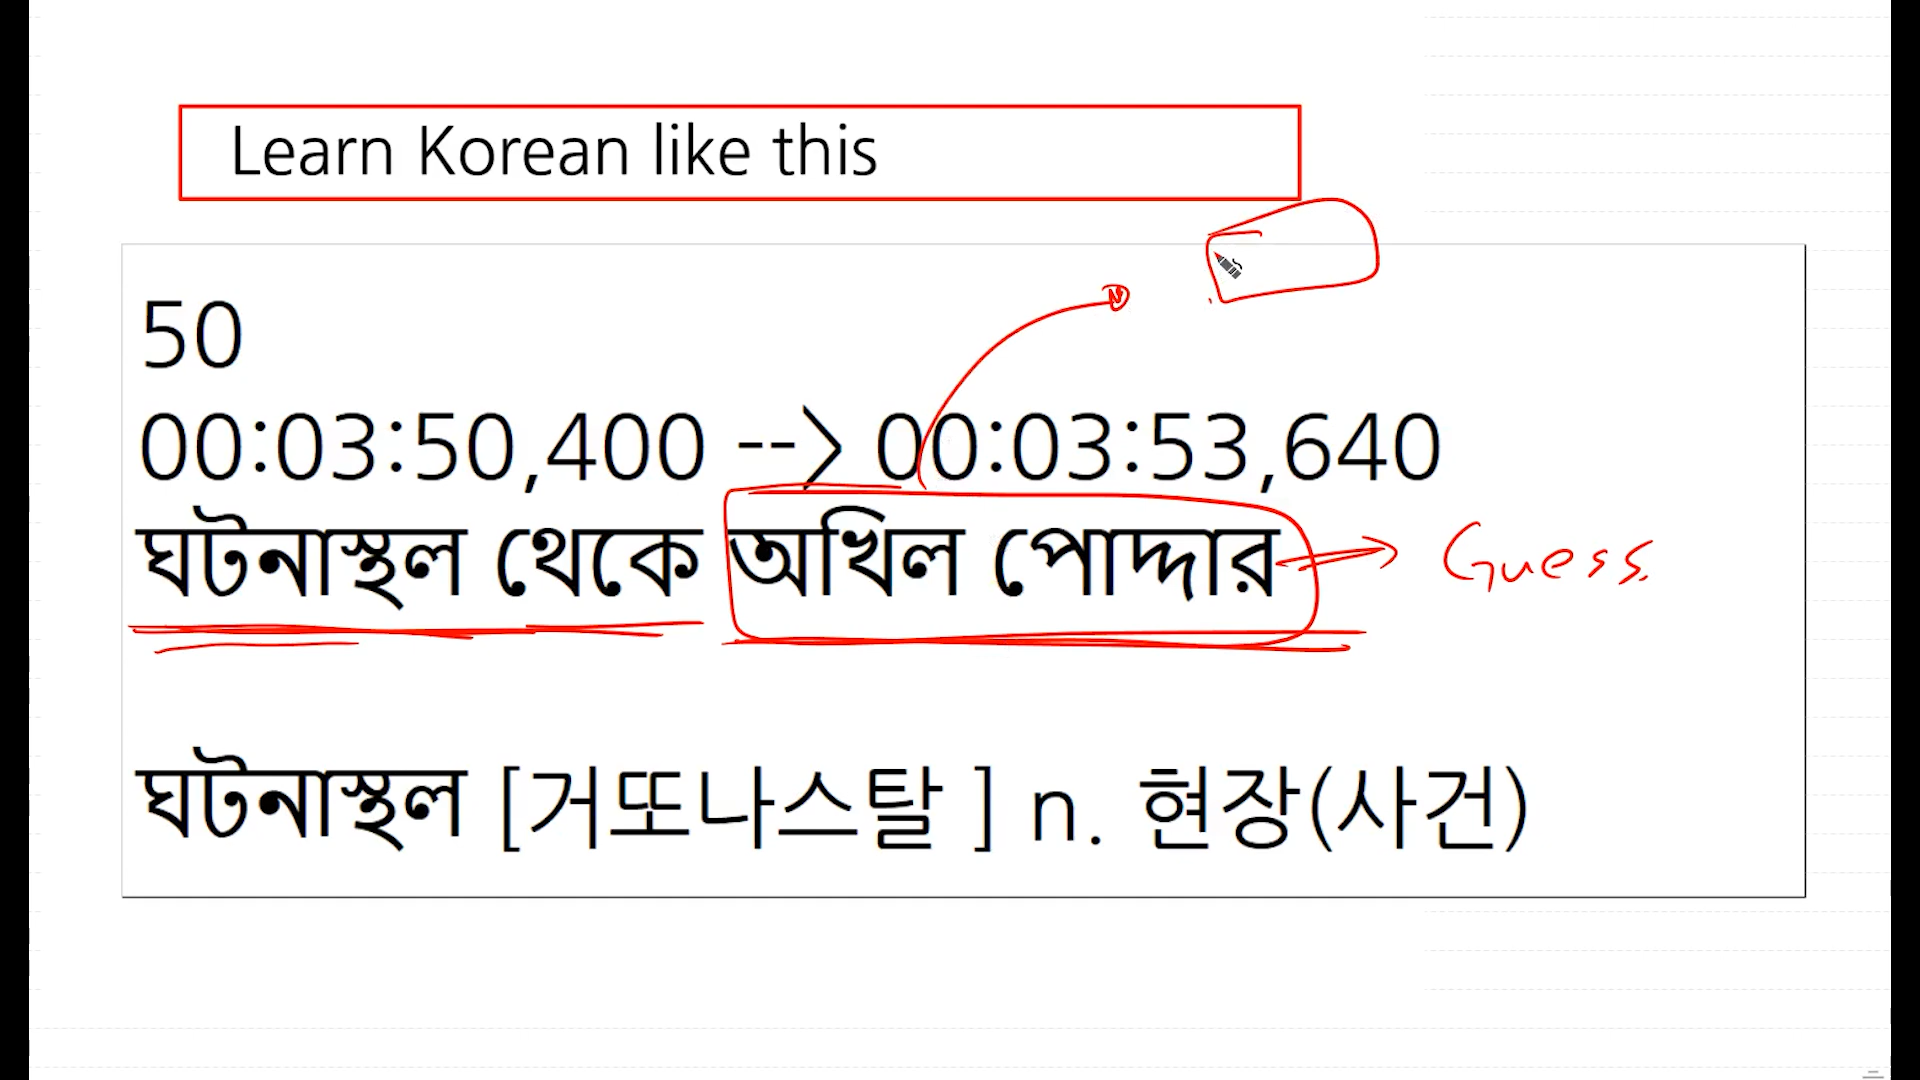 Learn Korean like this
50
00:03:50,400 --> 00:03:53,640
ঘটনাস্থল থেকে অখিল পোদ্দার
Guess.
ঘটনাস্থল [거또나스탈 ] n. 현장(사건)